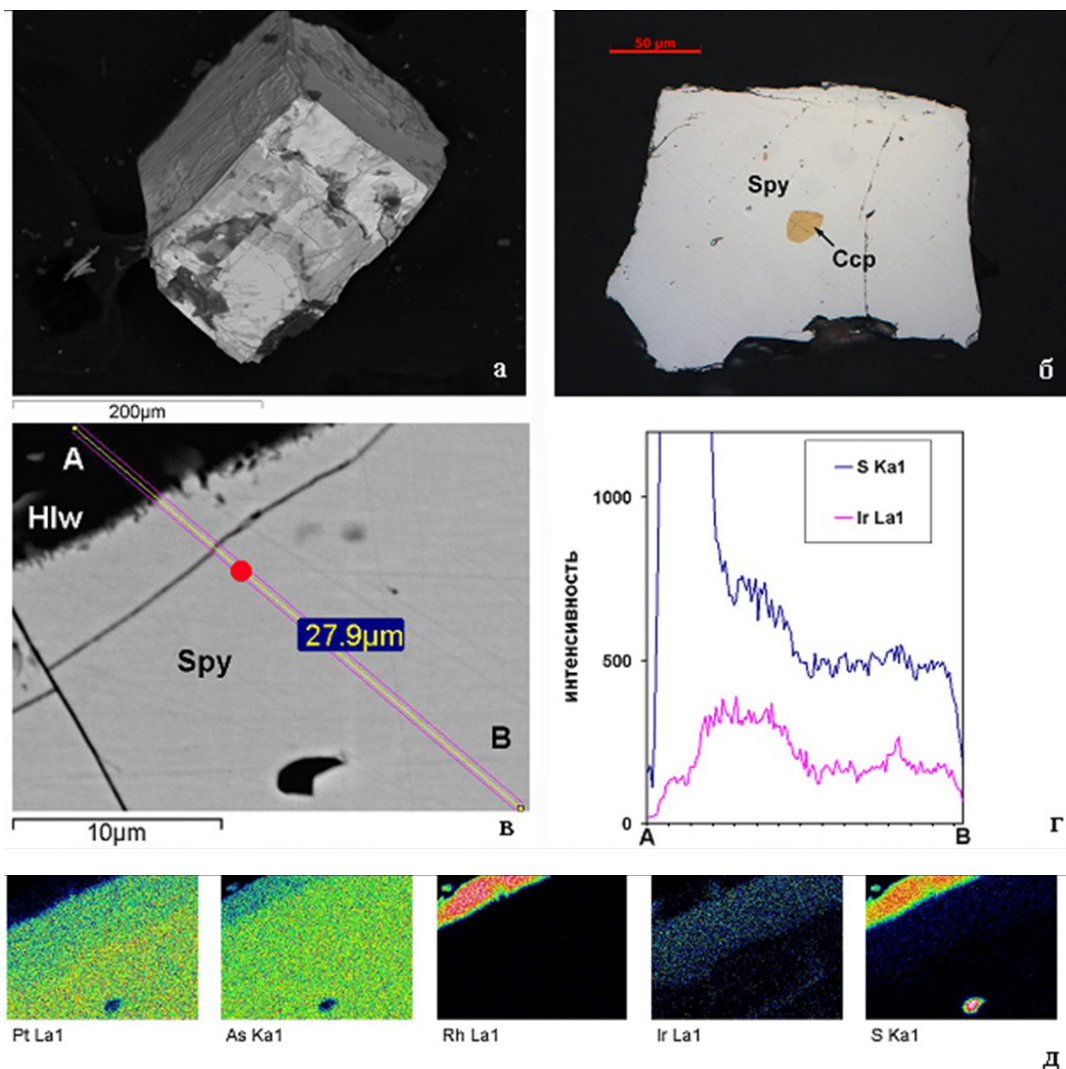 50 µm
Spy
Ccp
а
б
200µm
A
Hlw
27.9µm
Spy
B
10µm
в
S Ka1
Ir La1
1000
500
0
интенсивность
A
B
г
Pt La1
As Ka1
Rh La1
Ir La1
S Ka1
д